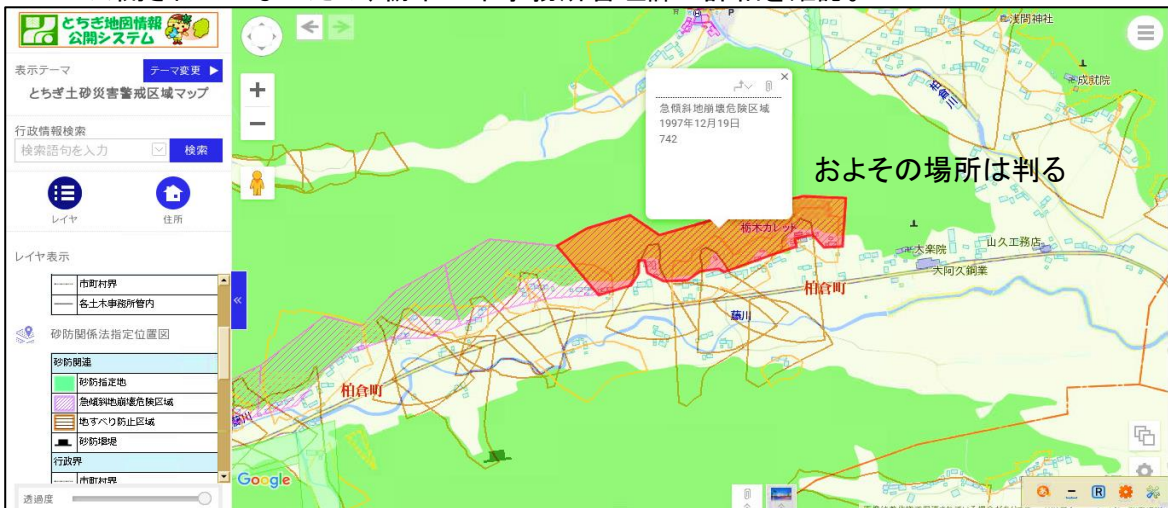 とちぎ地図情報
公開システム
表示テーマ
テーマ変更 ▶
とちぎ土砂災害警戒区域マップ
行政情報検索
検索語句を入力
検索
レイヤ
住所
レイヤ表示
市町村界
各土木事務所管内
砂防関係法指定位置図
砂防関連
砂防指定地
急傾斜地崩壊危険区域
地すべり防止区域
砂防堰堤
行政界
市町村界
透過度
急傾斜地崩壊危険区域
1997年12月19日
742
およその場所は判る
浅間神社
成就院
柏倉川
栃木カレット
大楽院
山久工務店
大阿久鋼業
柏倉町
藤川
柏倉町
藤川
Google